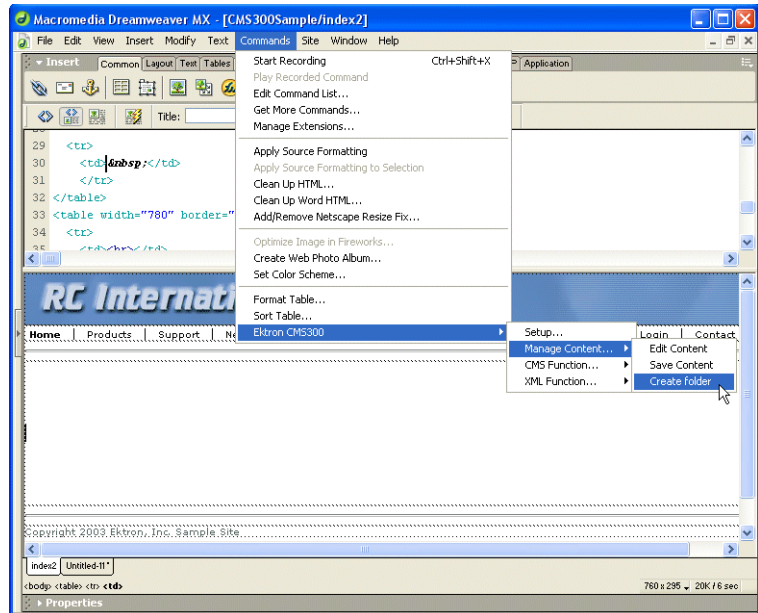 Macromedia Dreamweaver MX - [CMS300Sample/index2]
File Edit View Insert Modify Text Commands Site Window Help
Insert Common Layout Text Tables Application
Title:
Start Recording Ctrl+Shift+X
Play Recorded Command
Edit Command List...
Get More Commands...
Manage Extensions...
Apply Source Formatting
Apply Source Formatting to Selection
Clean Up HTML...
Clean Up Word HTML...
Add/Remove Netscape Resize Fix...
Optimize Image in Fireworks...
Create Web Photo Album...
Set Color Scheme...
Format Table...
Sort Table...
Ektron CMS300
Setup...
Manage Content...
CMS Function...
XML Function...
Edit Content
Save Content
Create folder
29 <tr>
30 <td>&nbsp;</td>
31 </tr>
32 </table>
33 <table width="780" border="
34 <tr>
35 <td><br></td>
RC Internati
Home | Products | Support | Ne Login | Contact
Copyright 2003 Ektron, Inc. Sample Site
index2 Untitled-11*
<body> <table> <tr> <td> 760 x 295 20K / 6 sec
Properties